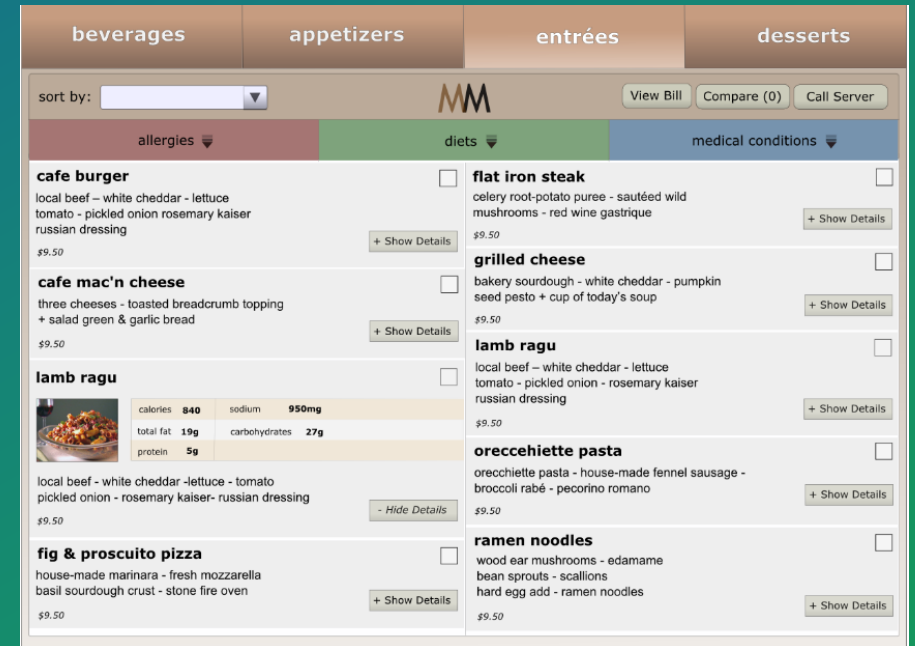 beverages appetizers entrées desserts
sort by: MM View Bill Compare (0) Call Server
allergies diets medical conditions
cafe burger
local beef – white cheddar - lettuce
tomato - pickled onion rosemary kaiser
russian dressing
+ Show Details
$9.50
cafe mac'n cheese
three cheeses - toasted breadcrumb topping
+ salad green & garlic bread
+ Show Details
$9.50
lamb ragu
calories 840 sodium 950mg
total fat 19g carbohydrates 27g
protein 5g
local beef - white cheddar -lettuce - tomato
pickled onion - rosemary kaiser- russian dressing
- Hide Details
$9.50
fig & proscuito pizza
house-made marinara - fresh mozzarella
basil sourdough crust - stone fire oven
+ Show Details
$9.50
flat iron steak
celery root-potato puree - sautéed wild
mushrooms - red wine gastrique
+ Show Details
$9.50
grilled cheese
bakery sourdough - white cheddar - pumpkin
seed pesto + cup of today's soup
+ Show Details
$9.50
lamb ragu
local beef – white cheddar - lettuce
tomato - pickled onion - rosemary kaiser
russian dressing
+ Show Details
$9.50
oreccehiette pasta
orecchiette pasta - house-made fennel sausage -
broccoli rabé - pecorino romano
+ Show Details
$9.50
ramen noodles
wood ear mushrooms - edamame
bean sprouts - scallions
hard egg add - ramen noodles
+ Show Details
$9.50